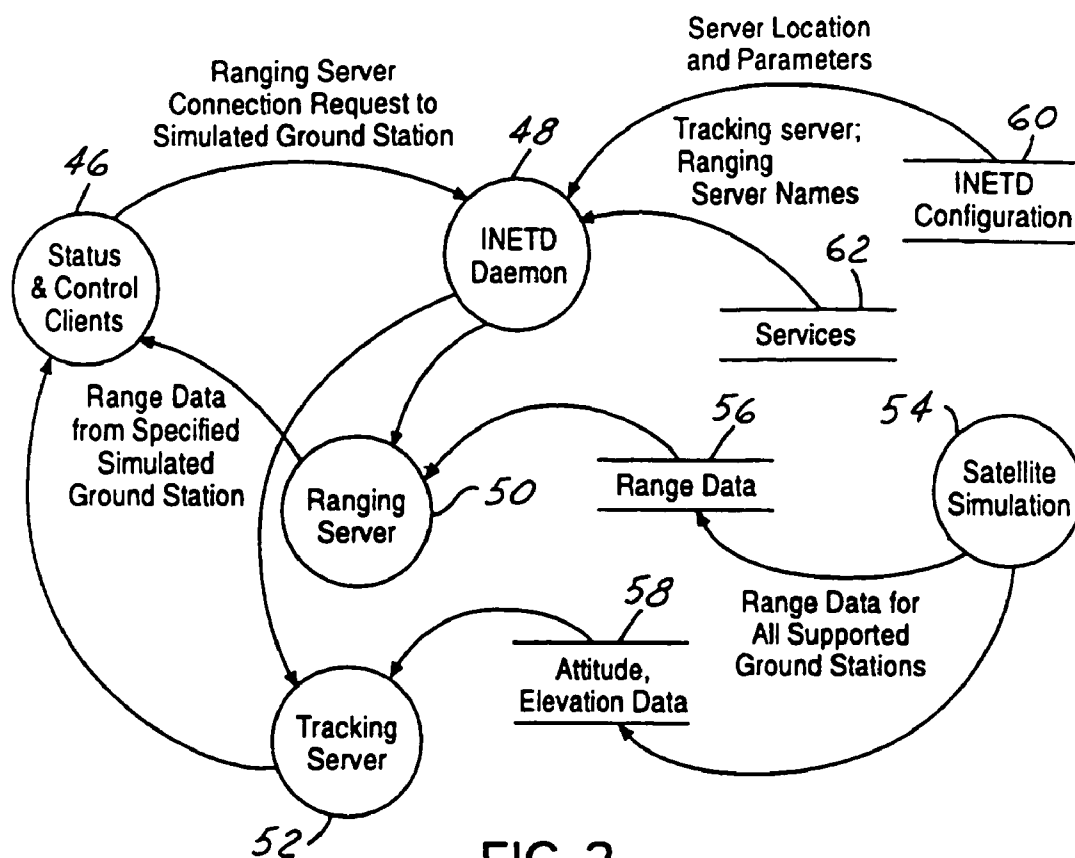 Server Location
and Parameters
Ranging Server
Connection Request to
Simulated Ground Station
48
Tracking server;
Ranging
Server Names
60
INETD
Configuration
46
Status
& Control
Clients
INETD
Daemon
62
Services
Range Data
from Specified
Simulated
Ground Station
56
Range Data
54
Satellite
Simulation
Ranging
Server
50
58
Attitude,
Elevation Data
Range Data for
All Supported
Ground Stations
Tracking
Server
52